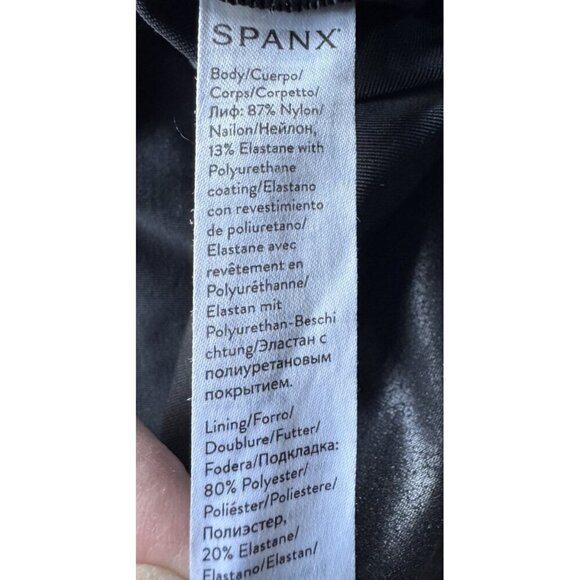 SPANX
Body/Cuerpo/
Corps/Corpetto/
Лиф: 87% Nylon/
Nailon/Нейлон,
13% Elastane with
Polyurethane
coating/Elastano
con revestimiento
de poliuretano/
Elastane avec
revêtement en
Polyuréthanne/
Elastan mit
Polyurethan-Beschi
chtung/Эластан с
полиуретановым
покрытием.
Lining/Forro/
Doublure/Futter/
Fodera/Подкладка:
80% Polyester/
Poliéster/Poliestere/
Полиэстер,
20% Elastane/
Elastano/Elastan/